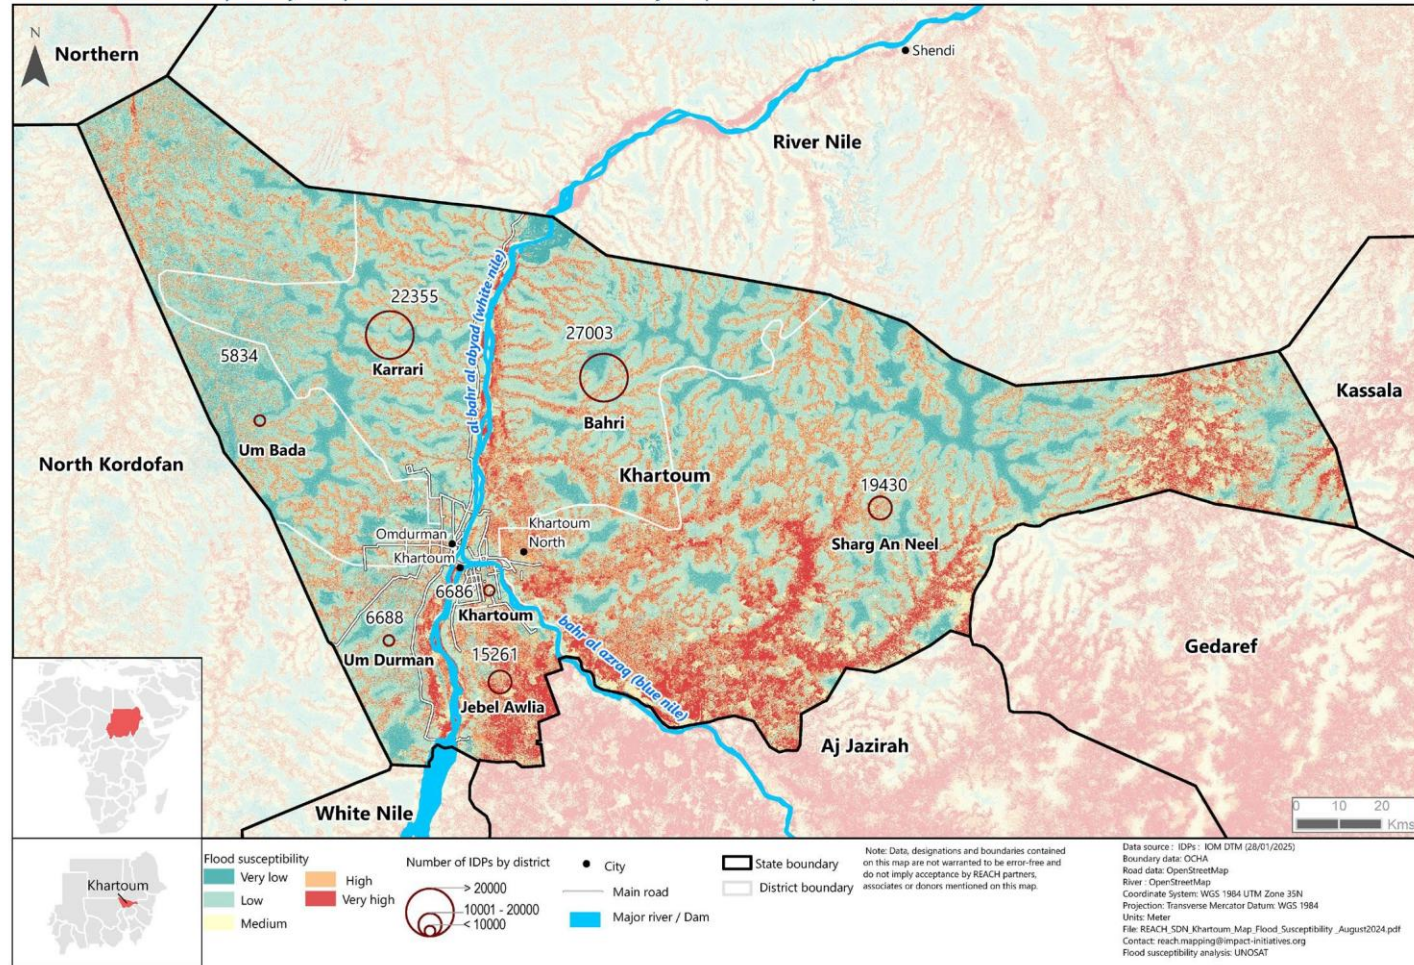 N
Northern
Shendi
River Nile
al bahr al abyad (white nile)
22355
Karrari
27003
Bahri
5834
Um Bada
Kassala
North Kordofan
Khartoum
19430
Sharg An Neel
Omdurman
Khartoum
North
Khartoum
6686
Khartoum
6688
Um Durman
15261
Jebel Awlia
bahr al azraq (blue nile)
Gedaref
Aj Jazirah
White Nile
0 10 20
Kms
Khartoum
Flood susceptibility
Very low
Low
Medium
High
Very high
Number of IDPs by district
> 20000
10001 - 20000
< 10000
City
Main road
Major river / Dam
State boundary
District boundary
Note: Data, designations and boundaries contained
on this map are not warranted to be error-free and
do not imply acceptance by REACH partners,
associates or donors mentioned on this map.
Data source : IDPs : IOM DTM (28/01/2025)
Boundary data: OCHA
Road data: OpenStreetMap
River : OpenStreetMap
Coordinate System: WGS 1984 UTM Zone 35N
Projection: Transverse Mercator Datum: WGS 1984
Units: Meter
File: REACH_SDN_Khartoum_Map_Flood_Susceptibility _August2024.pdf
Contact: reach.mapping@impact-initiatives.org
Flood susceptibility analysis: UNOSAT